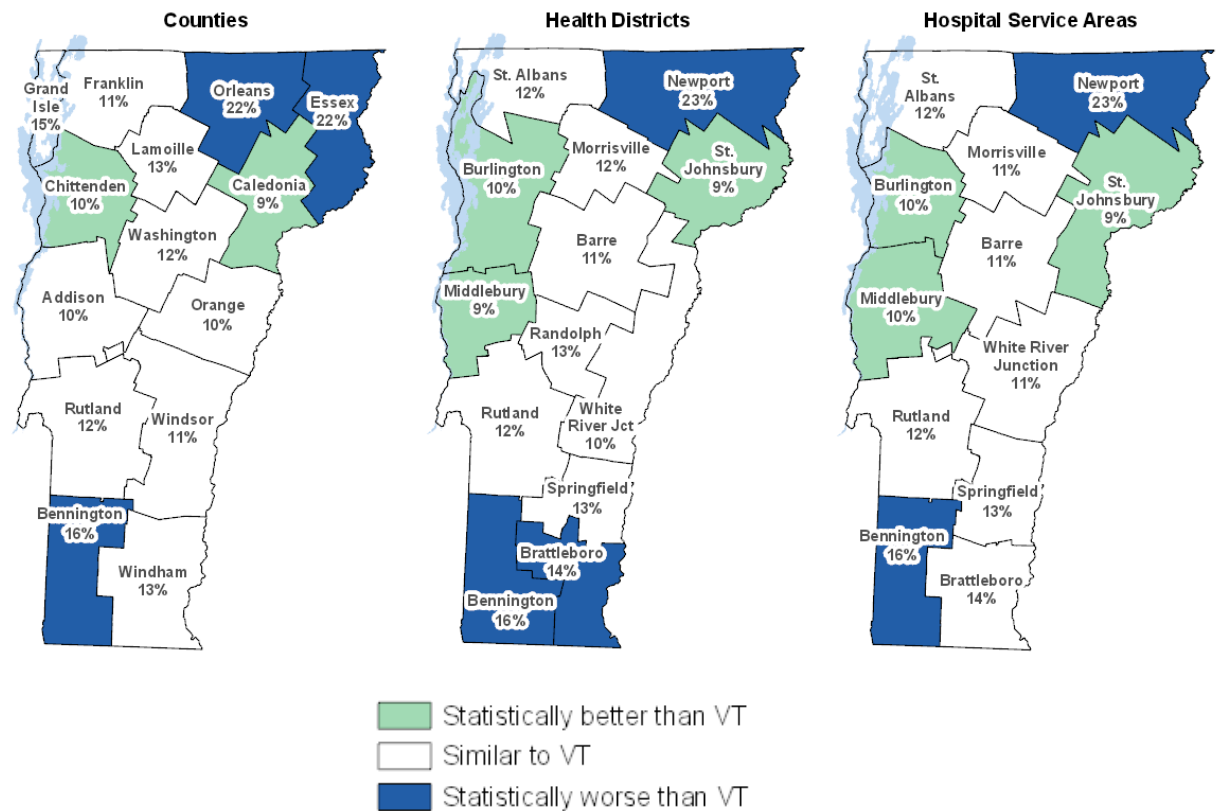 Counties
Health Districts
Hospital Service Areas
Grand
Isle
15%
Franklin
11%
Orleans
22%
Essex
22%
Lamoille
13%
Chittenden
10%
Caledonia
9%
Washington
12%
Addison
10%
Orange
10%
Rutland
12%
Windsor
11%
Bennington
16%
Windham
13%
St. Albans
12%
Newport
23%
Morrisville
12%
Burlington
10%
St.
Johnsbury
9%
Barre
11%
Middlebury
9%
Randolph
13%
Rutland
12%
White
River Jct
10%
Springfield
13%
Brattleboro
14%
Bennington
16%
St.
Albans
12%
Newport
23%
Morrisville
11%
Burlington
10%
St.
Johnsbury
9%
Barre
11%
Middlebury
10%
White River
Junction
11%
Rutland
12%
Springfield
13%
Bennington
16%
Brattleboro
14%
Statistically better than VT
Similar to VT
Statistically worse than VT